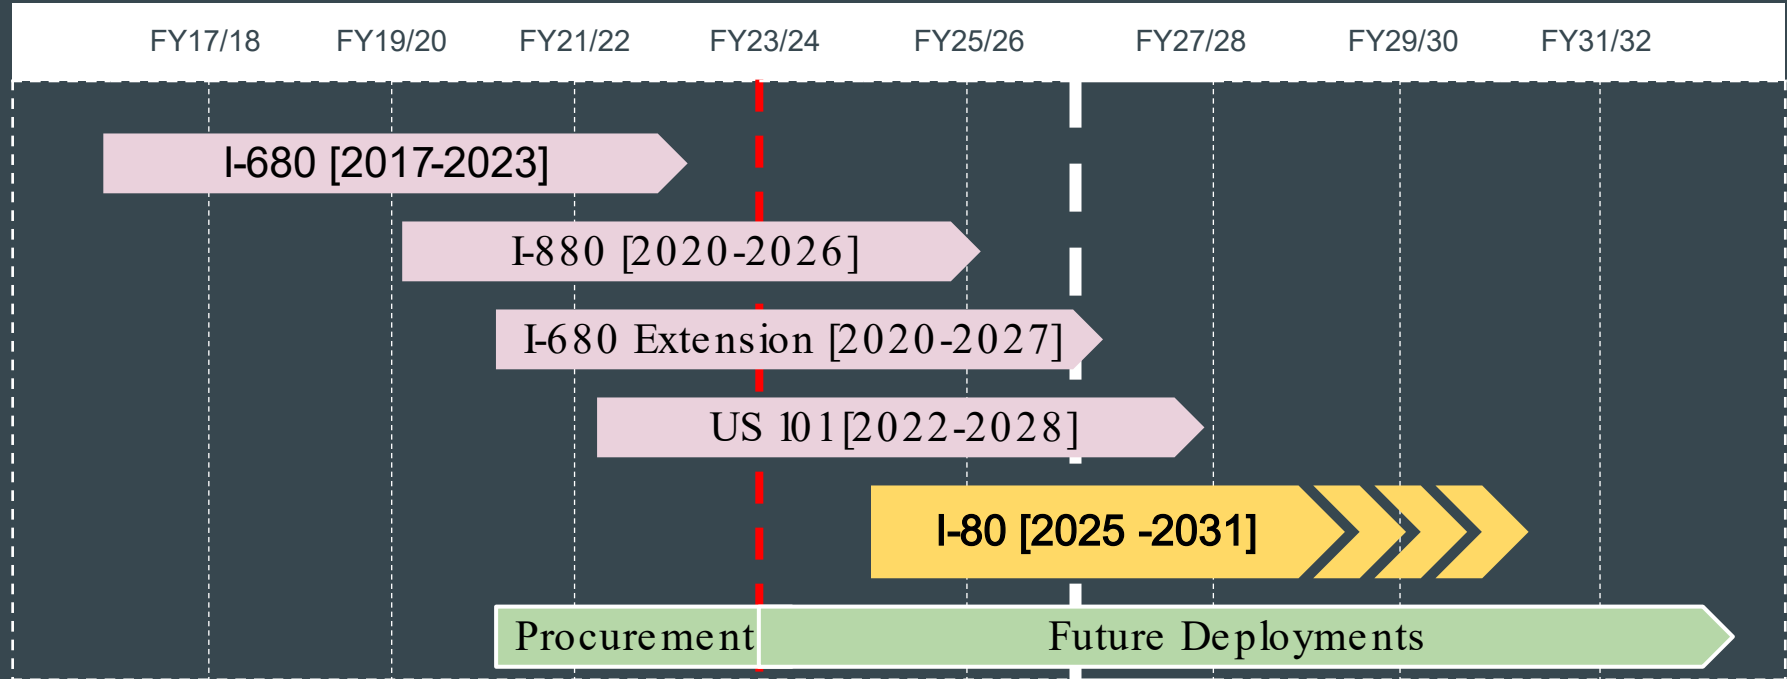 FY17/18 FY19/20 FY21/22 FY23/24 FY25/26 FY27/28 FY29/30 FY31/32
I-680 [2017-2023]
I-880 [2020-2026]
I-680 Extension [2020-2027]
US 101[2022-2028]
I-80 [2025 -2031]
Procurement Future Deployments